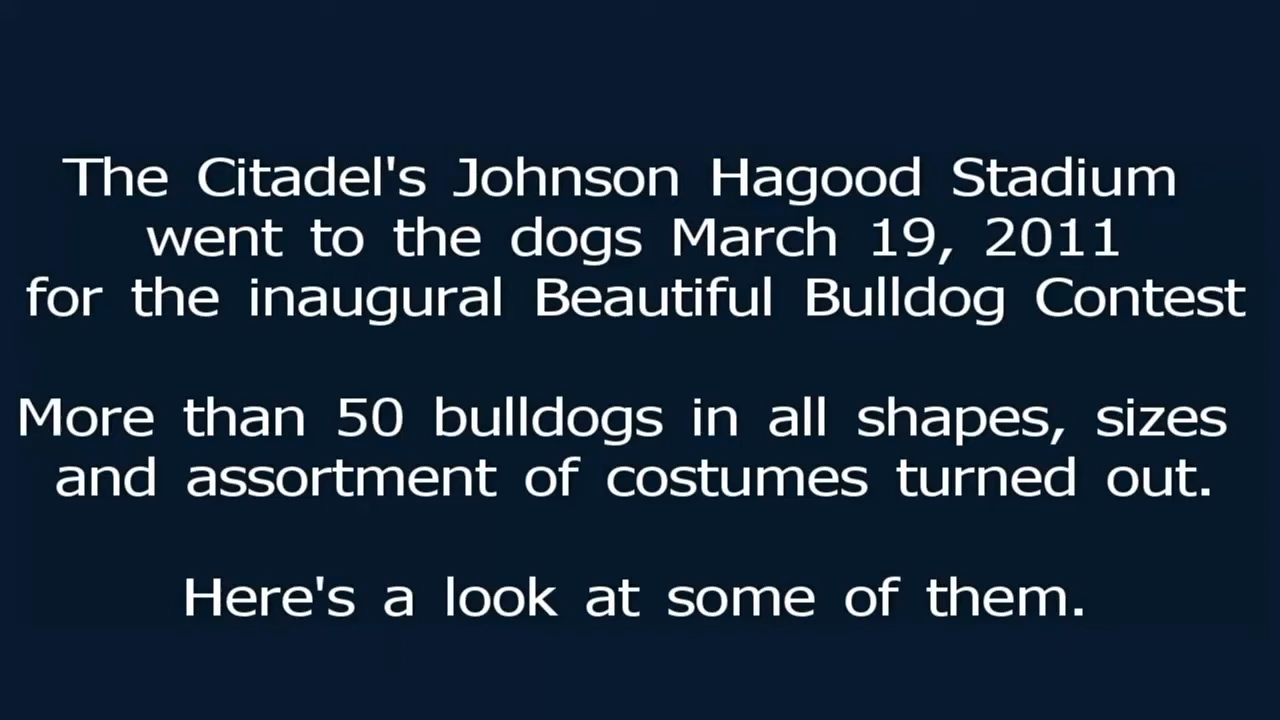 The Citadel's Johnson Hagood Stadium
went to the dogs March 19, 2011
for the inaugural Beautiful Bulldog Contest
More than 50 bulldogs in all shapes, sizes
and assortment of costumes turned out.
Here's a look at some of them.